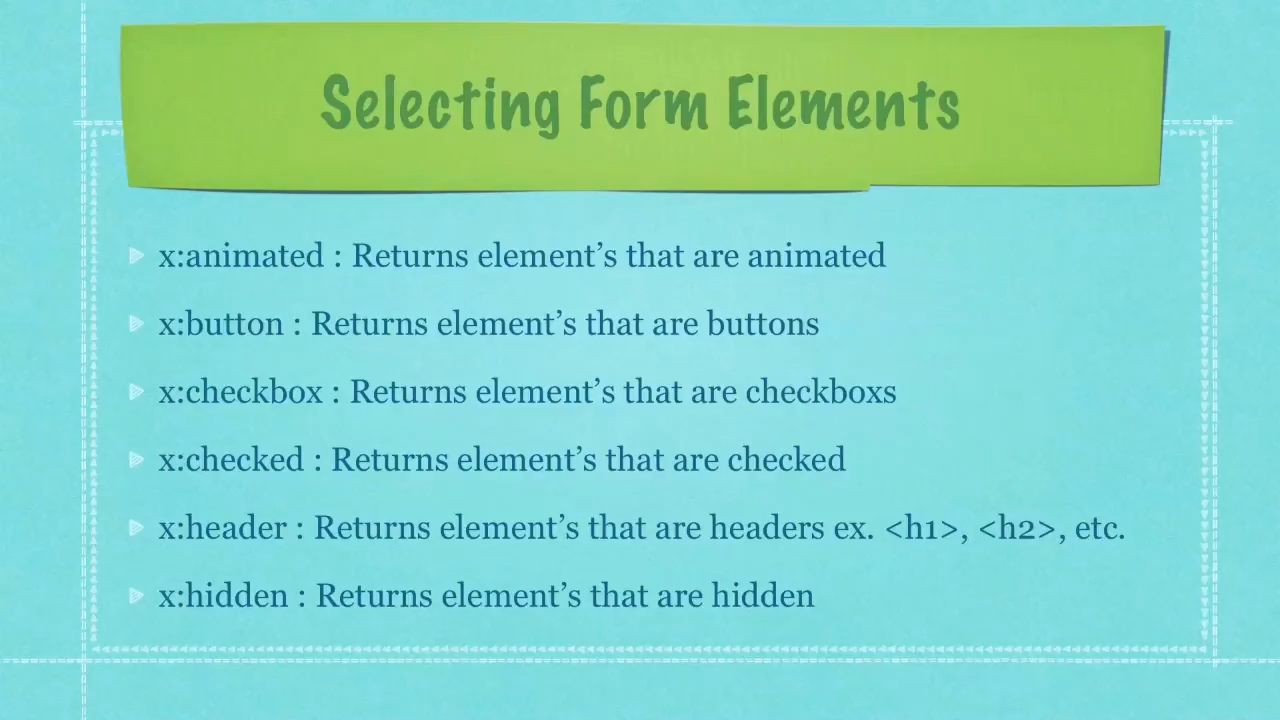 Selecting Form Elements
x:animated : Returns element’s that are animated
x:button : Returns element’s that are buttons
x:checkbox : Returns element’s that are checkboxs
x:checked : Returns element’s that are checked
x:header : Returns element’s that are headers ex. <h1>, <h2>, etc.
x:hidden : Returns element’s that are hidden